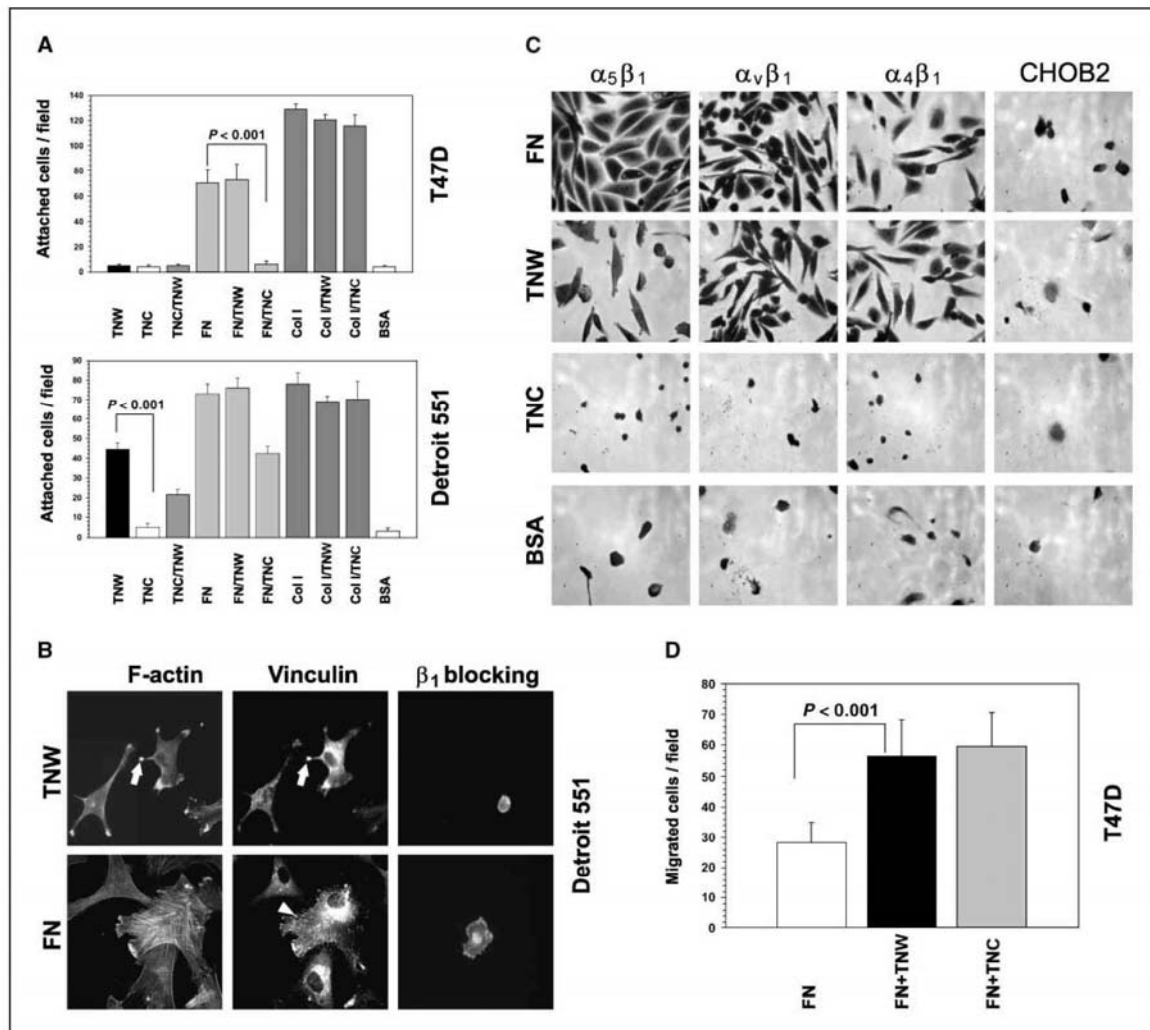 A
Attached cells / field
140
120
100
80
60
40
20
0
P < 0.001
TNW
TNC
TNC/TNW
FN
FN/TNW
FN/TNC
Col I
Col I/TNW
Col I/TNC
BSA
T47D
Attached cells / field
90
80
70
60
50
40
30
20
10
0
P < 0.001
TNW
TNC
TNC/TNW
FN
FN/TNW
FN/TNC
Col I
Col I/TNW
Col I/TNC
BSA
Detroit 551
B
F-actin Vinculin β1 blocking
TNW
FN
Detroit 551
C
α5β1 αvβ1 α4β1 CHOB2
FN
TNW
TNC
BSA
D
Migrated cells / field
80
70
60
50
40
30
20
10
0
P < 0.001
FN
FN+TNW
FN+TNC
T47D